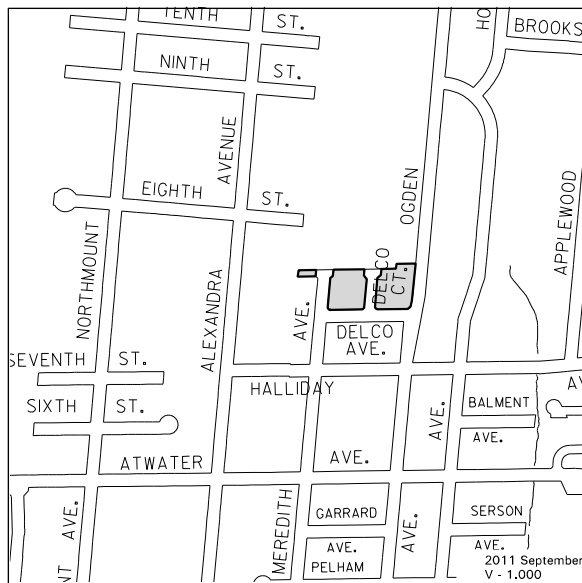 TENTH ST.
HO
BROOKS
NINTH ST.
AVENUE
EIGHTH ST.
OGDEN
APPLEWOOD
NORTHMOUNT
ALEXANDRA
DELCO CT.
AVE.
DELCO
AVE.
SEVENTH ST.
HALLIDAY
AV
SIXTH ST.
BALMENT
AVE.
AVE.
ATWATER AVE.
MEREDITH
GARRARD
SERSON
AVE.
AVE.
AVE.
AVE.
PELHAM
NT
2011 September
V - 1.000